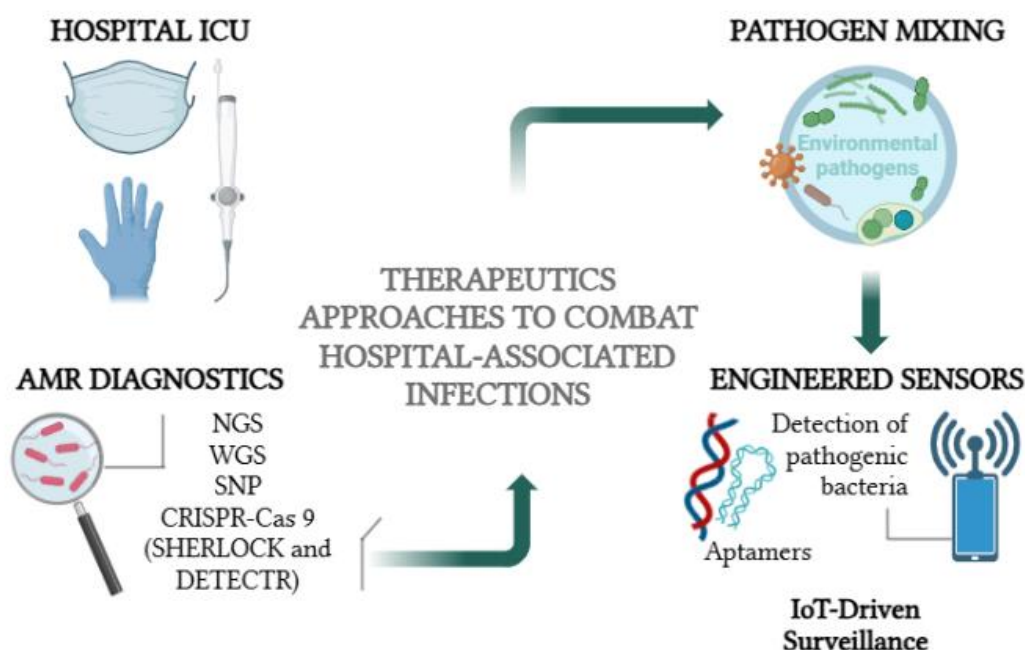 HOSPITAL ICU
PATHOGEN MIXING
Environmental
pathogens
THERAPEUTICS
APPROACHES TO COMBAT
HOSPITAL-ASSOCIATED
INFECTIONS
AMR DIAGNOSTICS
NGS
WGS
SNP
CRISPR-Cas 9
(SHERLOCK and
DETECTR)
ENGINEERED SENSORS
Detection of
pathogenic
bacteria
Aptamers
IoT-Driven
Surveillance